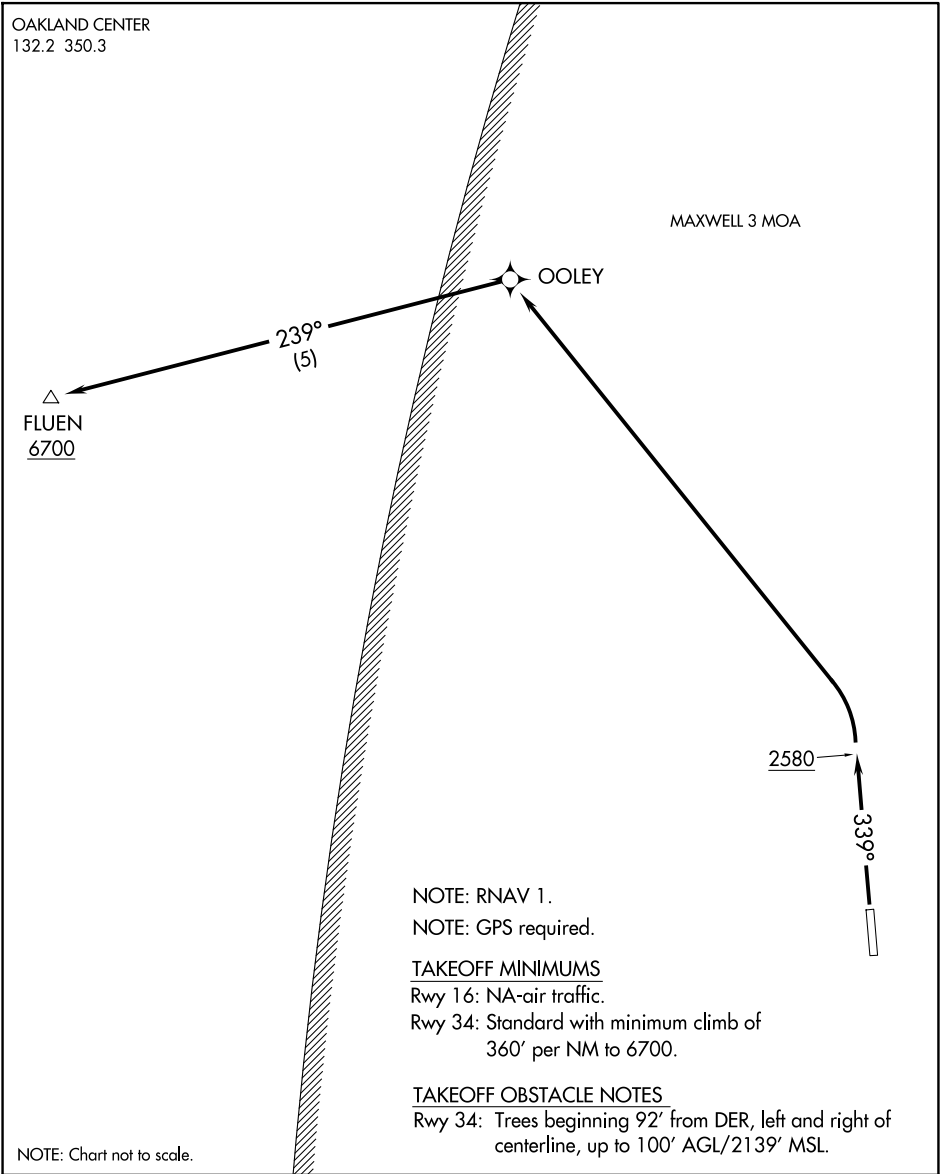 OAKLAND CENTER
132.2 350.3
MAXWELL 3 MOA
OOLEY
239°
(5)
FLUEN
6700
2580
339°
NOTE: RNAV 1.
NOTE: GPS required.
TAKEOFF MINIMUMS
Rwy 16: NA-air traffic.
Rwy 34: Standard with minimum climb of
360' per NM to 6700.
TAKEOFF OBSTACLE NOTES
Rwy 34: Trees beginning 92' from DER, left and right of
centerline, up to 100' AGL/2139' MSL.
NOTE: Chart not to scale.